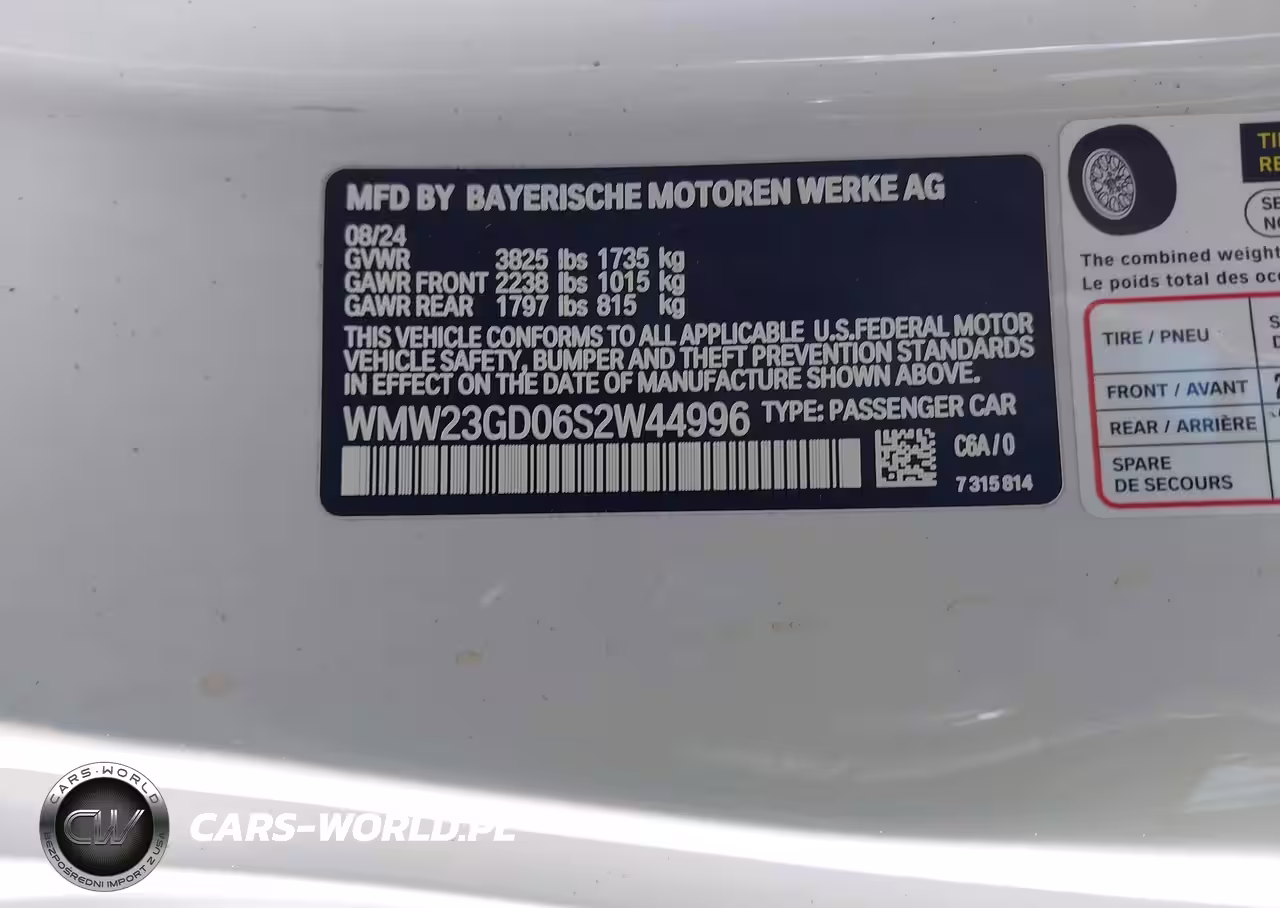 MFD BY BAYERISCHE MOTOREN WERKE AG
08/24
GVWR 3825 lbs 1735 kg
GAWR FRONT 2238 lbs 1015 kg
GAWR REAR 1797 lbs 815 kg
THIS VEHICLE CONFORMS TO ALL APPLICABLE U.S.FEDERAL MOTOR
VEHICLE SAFETY, BUMPER AND THEFT PREVENTION STANDARDS
IN EFFECT ON THE DATE OF MANUFACTURE SHOWN ABOVE.
WMW23GD06S2W44996 TYPE: PASSENGER CAR
C6A/0
7315814
The combined weight
Le poids total des
TIRE / PNEU
FRONT / AVANT
REAR / ARRIÈRE
SPARE
DE SECOURS
CARS-WORLD
CW
BEZPOŚREDNI IMPORT Z USA
CARS-WORLD.PL